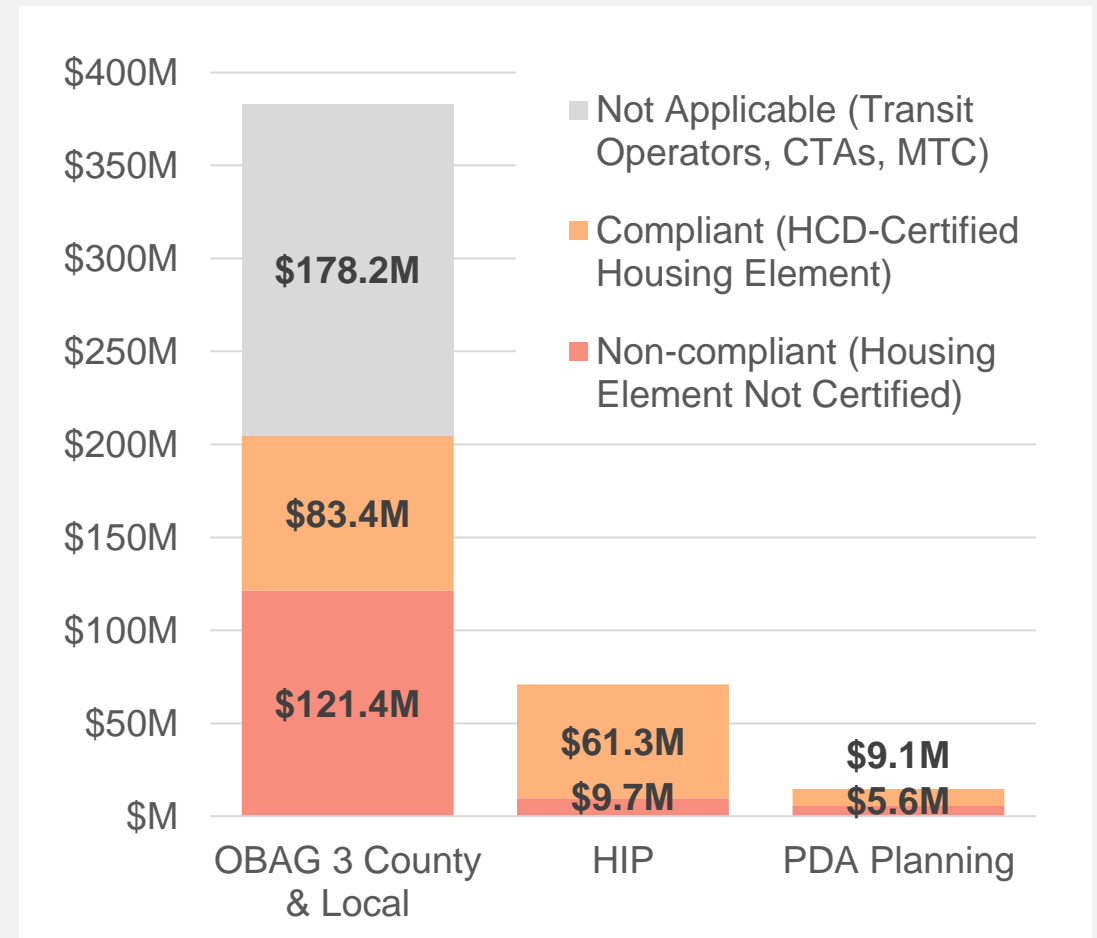 $400M
$350M
$300M
$250M
$200M
$150M
$100M
$50M
$M
Not Applicable (Transit
Operators, CTAs, MTC)
Compliant (HCD-Certified
Housing Element)
Non-compliant (Housing
Element Not Certified)
$178.2M
$83.4M
$121.4M
$61.3M
$9.7M
$9.1M
$5.6M
OBAG 3 County
& Local
HIP
PDA Planning